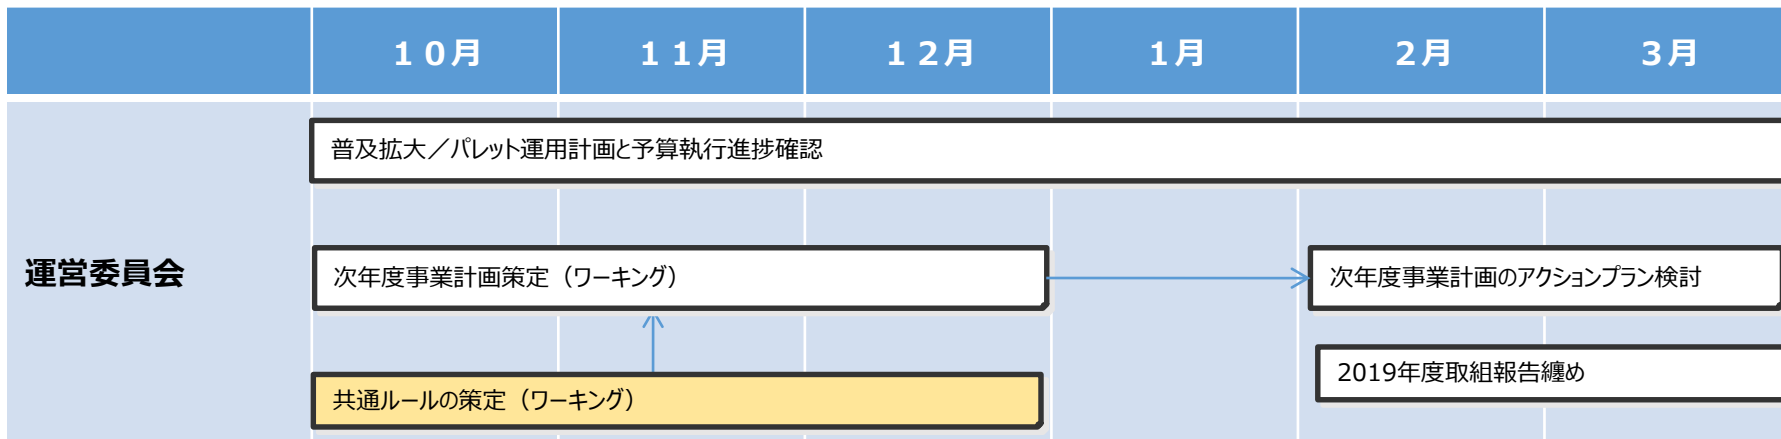 １０月
１１月
１２月
１月
２月
３月
運営委員会
普及拡大／パレット運用計画と予算執行進捗確認
次年度事業計画策定（ワーキング）
次年度事業計画のアクションプラン検討
共通ルールの策定（ワーキング）
2019年度取組報告纏め